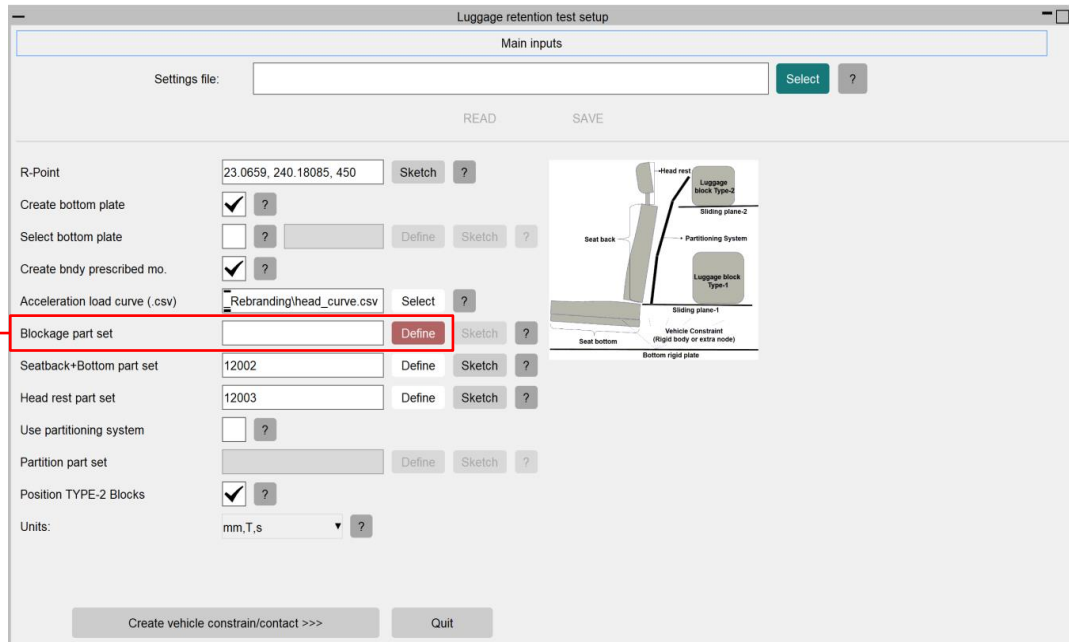 Luggage retention test setup
Main inputs
Settings file: Select ?
READ SAVE
R-Point 23.0659, 240.18085, 450 Sketch ?
Create bottom plate ?
Select bottom plate ? Define Sketch ?
Create bndy prescribed mo. ?
Acceleration load curve (.csv) _Rebranding\head_curve.csv Select ?
Blockage part set Define Sketch ?
Seatback+Bottom part set 12002 Define Sketch ?
Head rest part set 12003 Define Sketch ?
Use partitioning system ?
Partition part set Define Sketch ?
Position TYPE-2 Blocks ?
Units: mm,T,s ?
Create vehicle constrain/contact >>> Quit
Head rest
Luggage
block Type-2
Sliding plane-2
Seat back
Partitioning System
Luggage block
Type-1
Sliding plane-1
Vehicle Constraint
(Rigid body or extra node)
Seat bottom
Bottom rigid plate